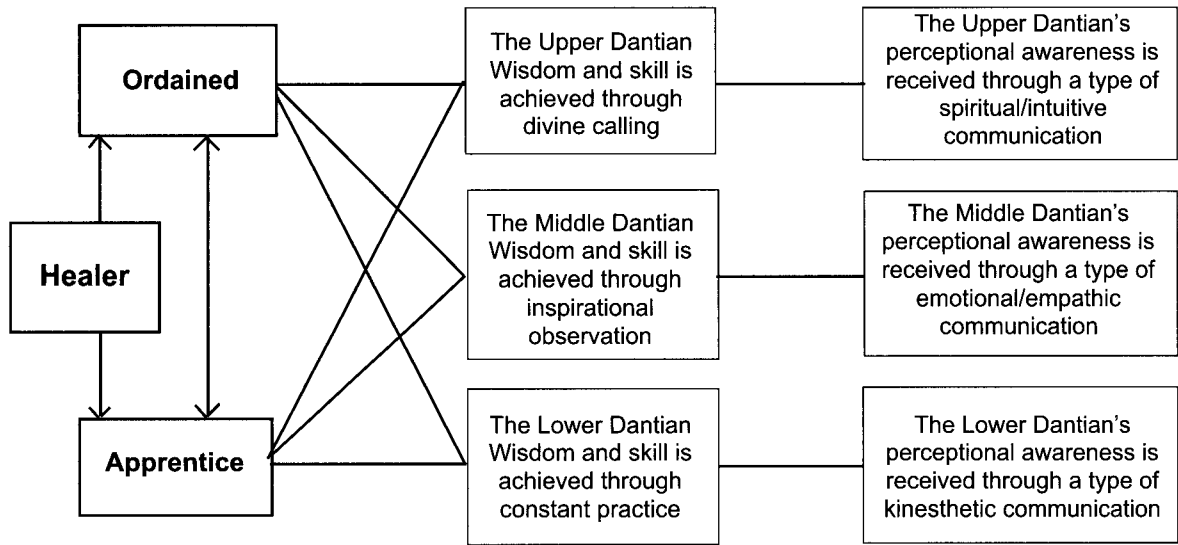 Ordained
Healer
Apprentice
The Upper Dantian
Wisdom and skill is
achieved through
divine calling
The Upper Dantian's
perceptional awareness is
received through a type of
spiritual/intuitive
communication
The Middle Dantian
Wisdom and skill is
achieved through
inspirational
observation
The Middle Dantian's
perceptional awareness is
received through a type of
emotional/empathic
communication
The Lower Dantian
Wisdom and skill is
achieved through
constant practice
The Lower Dantian's
perceptional awareness is
received through a type of
kinesthetic communication